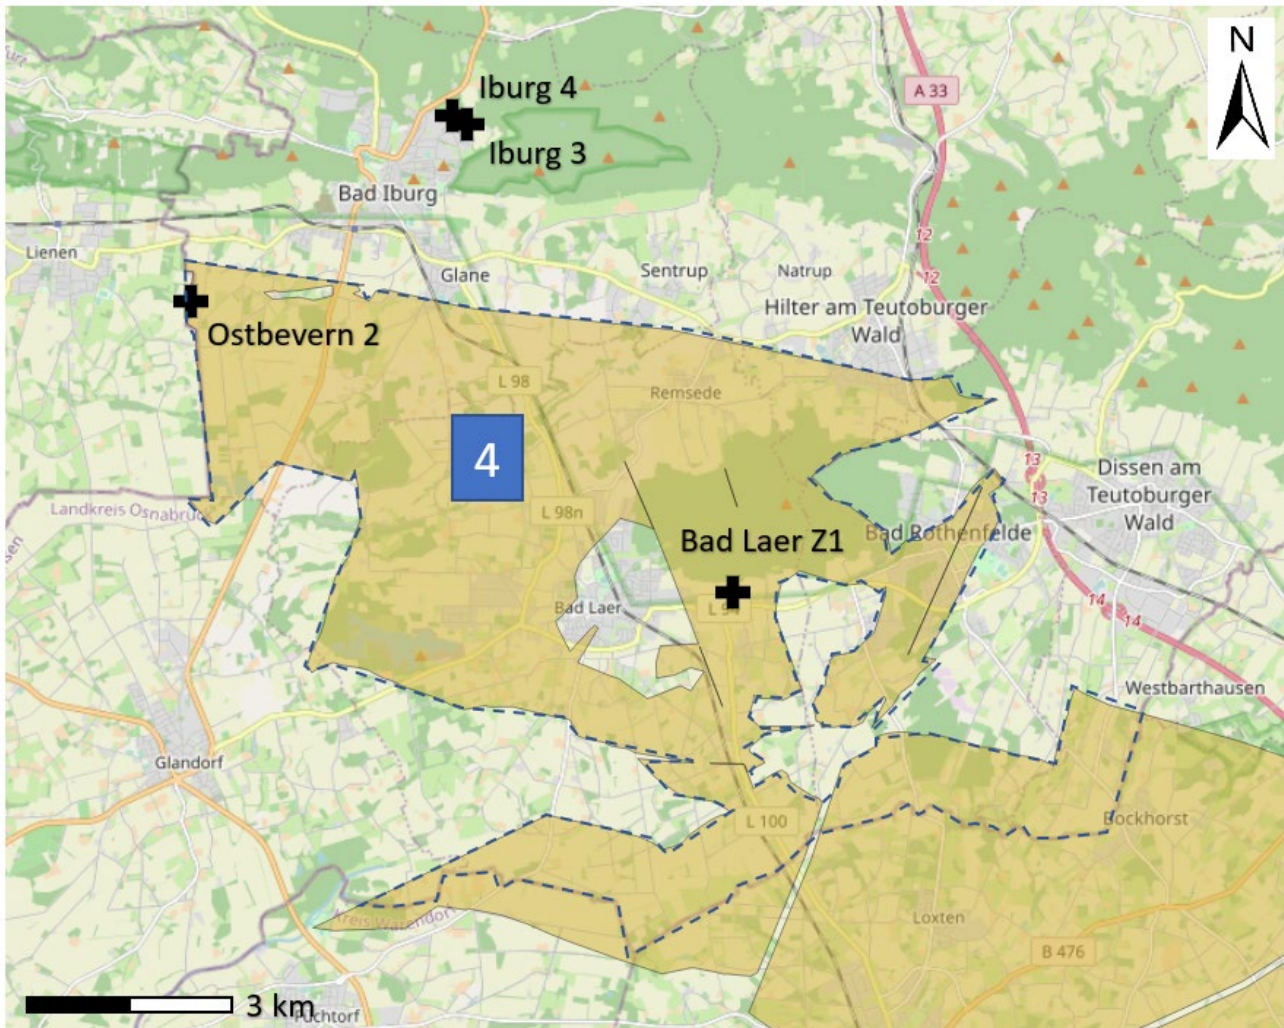 N
Iburg 4
A 33
Iburg 3
Bad Iburg
12
Lienen
Glane
Sentrup
Natrup
12
Hilter am Teutoburger
Wald
Ostbevern 2
L 98
Remsede
4
13
Dissen am
Teutoburger
Wald
13
Landkreis Osnabrüc
L 98n
Bad Laer Z1
Bad Rothenfelde
Bad Laer
L 9
14
14
Westbarthausen
Glandorf
L 100
Bockhorst
Kreis Warendorf
Loxten
B 476
3 km